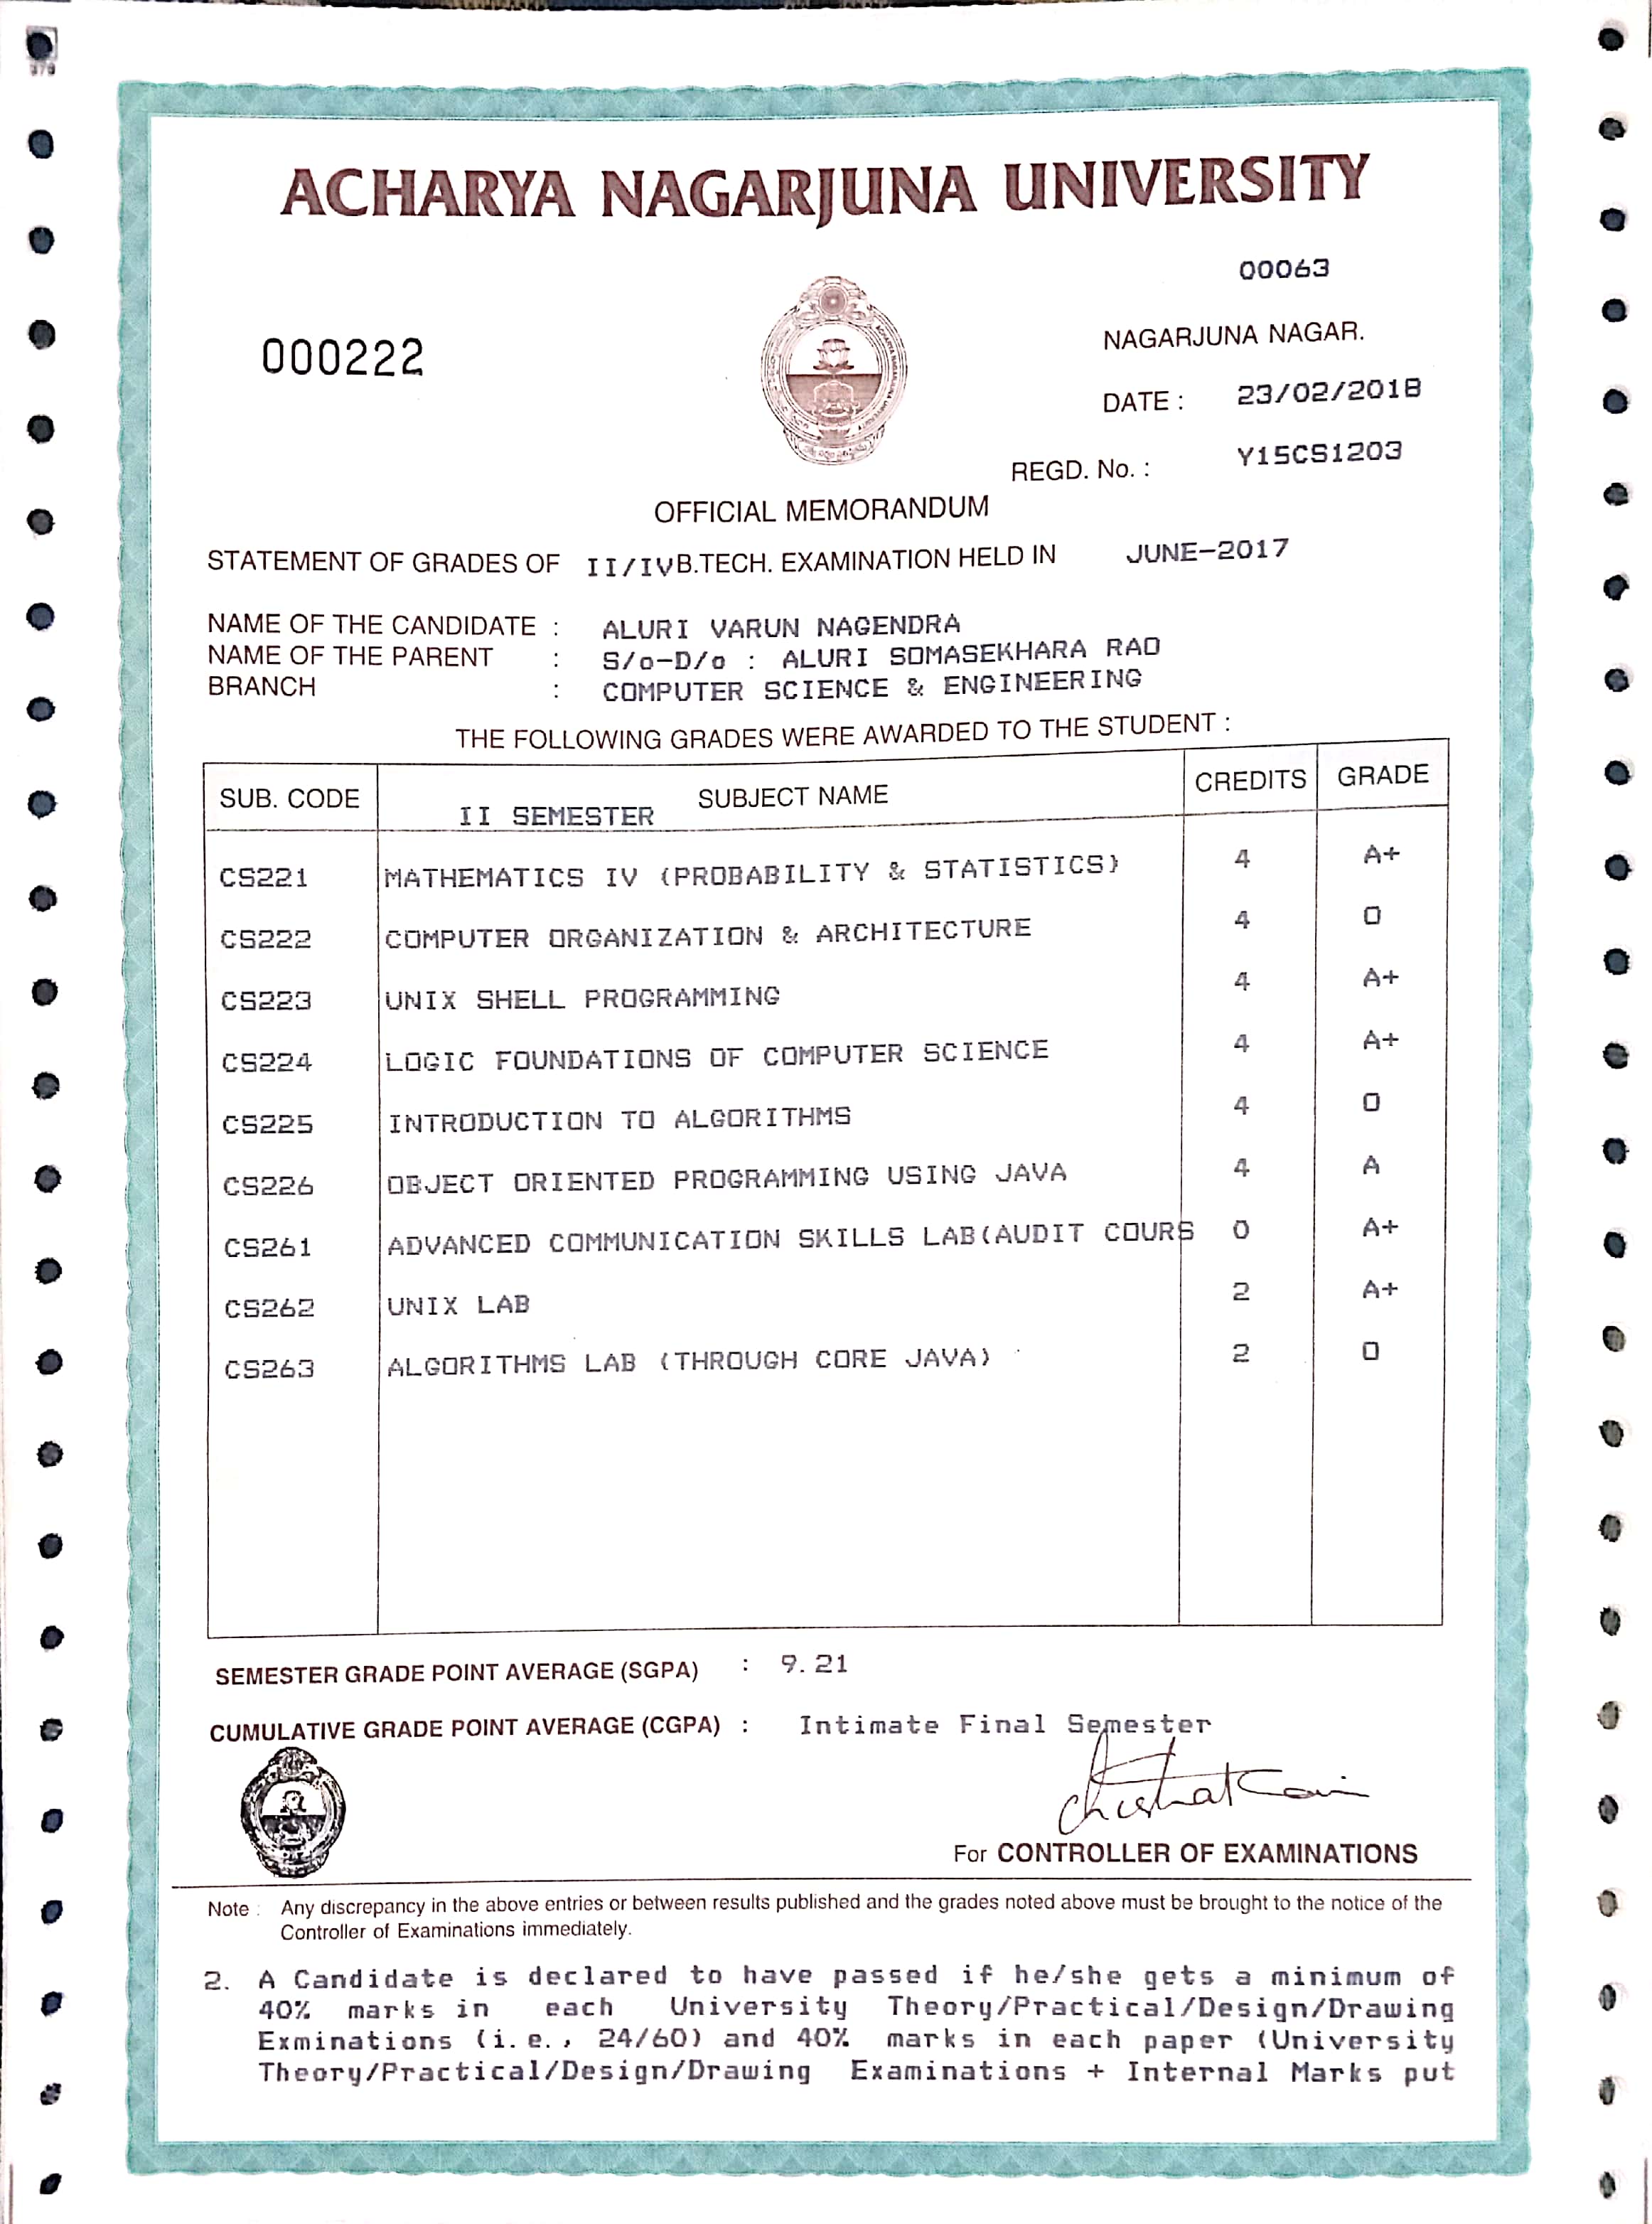 ACHARYA NAGARJUNA UNIVERSITY
00063
000222
NAGARJUNA NAGAR.
DATE : 23/02/2018
REGD. No. : Y15CS1203
OFFICIAL MEMORANDUM
STATEMENT OF GRADES OF II/IV B.TECH. EXAMINATION HELD IN JUNE-2017
NAME OF THE CANDIDATE : ALURI VARUN NAGENDRA
NAME OF THE PARENT : S/o-D/o : ALURI SOMASEKHARA RAO
BRANCH : COMPUTER SCIENCE & ENGINEERING
THE FOLLOWING GRADES WERE AWARDED TO THE STUDENT :
SUB. CODE SUBJECT NAME CREDITS GRADE
II SEMESTER
CS221 MATHEMATICS IV (PROBABILITY & STATISTICS) 4 A+
CS222 COMPUTER ORGANIZATION & ARCHITECTURE 4 O
CS223 UNIX SHELL PROGRAMMING 4 A+
CS224 LOGIC FOUNDATIONS OF COMPUTER SCIENCE 4 A+
CS225 INTRODUCTION TO ALGORITHMS 4 O
CS226 OBJECT ORIENTED PROGRAMMING USING JAVA 4 A
CS261 ADVANCED COMMUNICATION SKILLS LAB(AUDIT COURS 0 A+
CS262 UNIX LAB 2 A+
CS263 ALGORITHMS LAB (THROUGH CORE JAVA) 2 O
SEMESTER GRADE POINT AVERAGE (SGPA) : 9.21
CUMULATIVE GRADE POINT AVERAGE (CGPA) : Intimate Final Semester
For CONTROLLER OF EXAMINATIONS
Note : Any discrepancy in the above entries or between results published and the grades noted above must be brought to the notice of the
Controller of Examinations immediately.
2. A Candidate is declared to have passed if he/she gets a minimum of
40% marks in each University Theory/Practical/Design/Drawing
Exminations (i.e., 24/60) and 40% marks in each paper (University
Theory/Practical/Design/Drawing Examinations + Internal Marks put